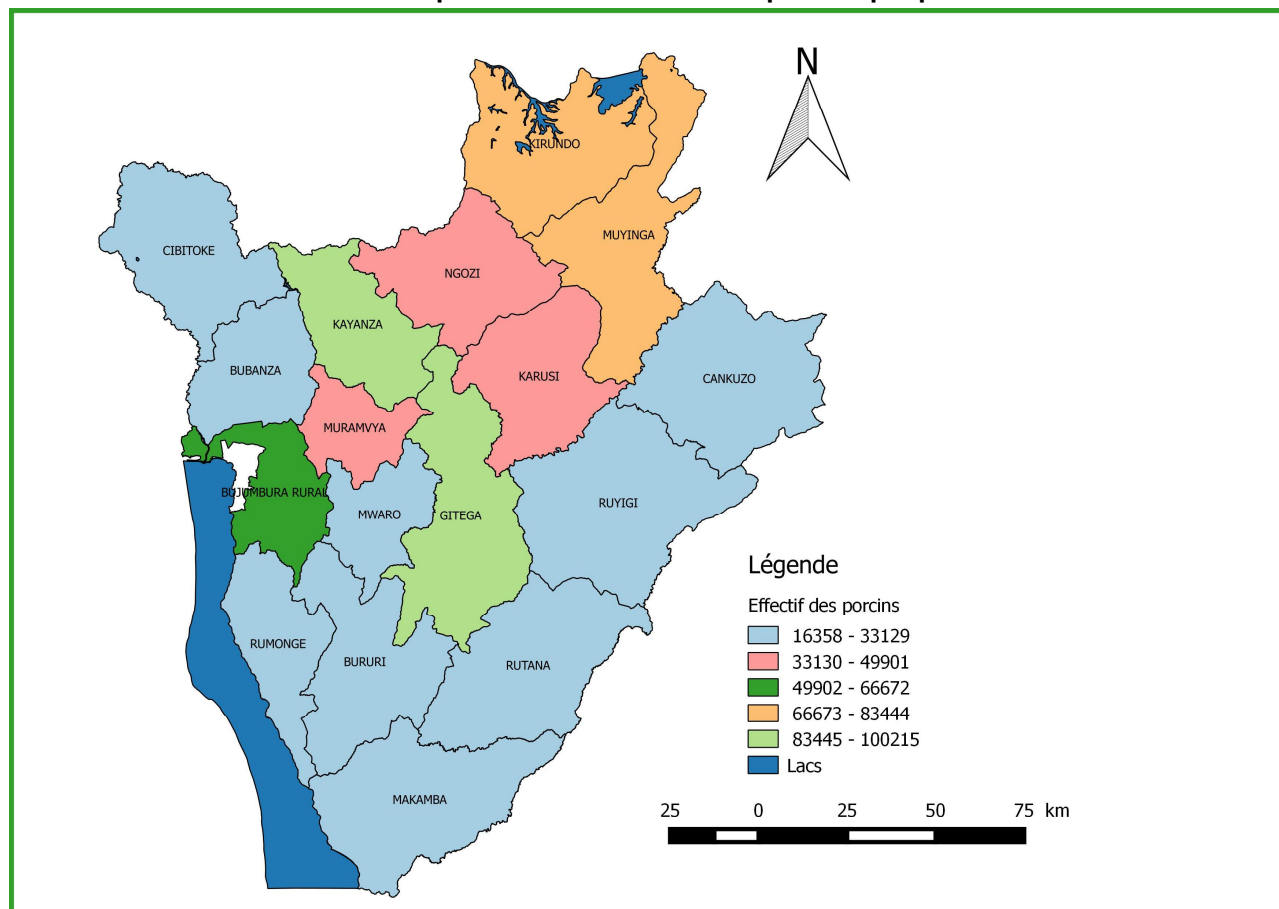 N
KIRUNDO
MUYINGA
CIBITOKE
NGOZI
KAYANZA
BUBANZA
KARUSI
CANKUZO
MURAMVYA
BUJUMBURA RURAL
MWARO
GITEGA
RUYIGI
RUMONGE
BURURI
RUTANA
MAKAMBA
Légende
Effectif des porcins
16358 - 33129
33130 - 49901
49902 - 66672
66673 - 83444
83445 - 100215
Lacs
25 0 25 50 75 km